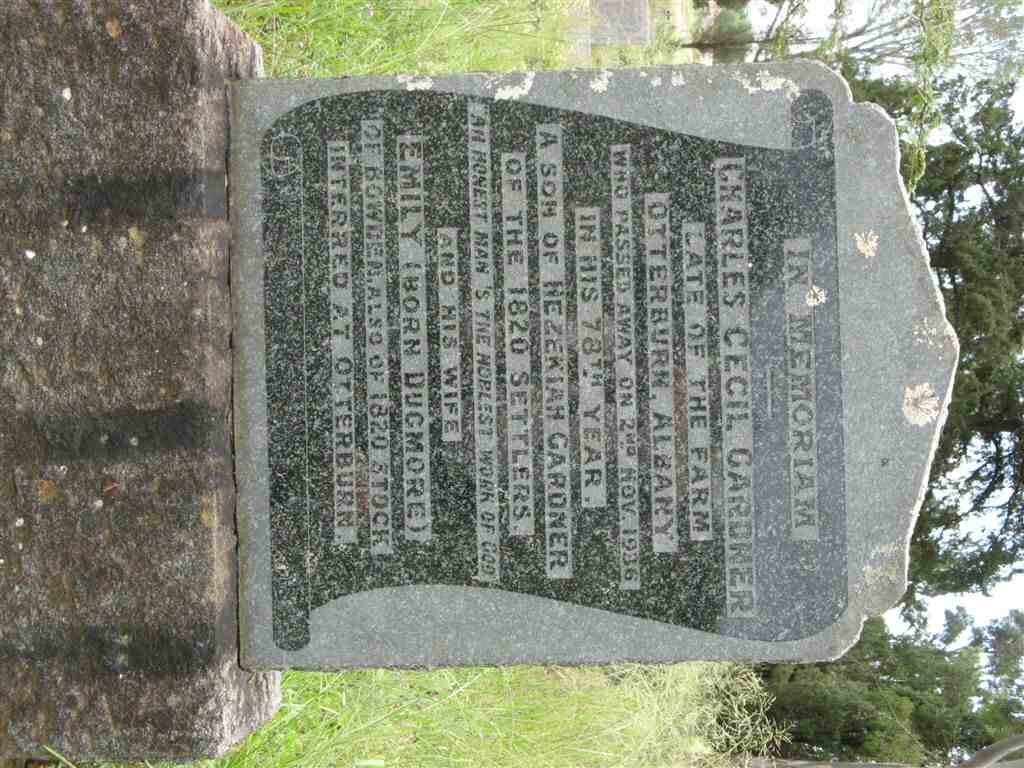 IN MEMORIAM
CHARLES CECIL GARDNER
LATE OF THE FARM
OTTERBURN, ALBANY
WHO PASSED AWAY ON 2ND NOV. 1936
IN HIS 78TH YEAR.
A SON OF HEZEKIAH GARDNER
OF THE 1820 SETTLERS.
AN HONEST MAN'S THE NOBLEST WORK OF GOD
AND HIS WIFE
EMILY (BORN DUGMORE)
OF BOWDEN, ALSO OF 1820 STOCK
INTERRED AT OTTERBURN.